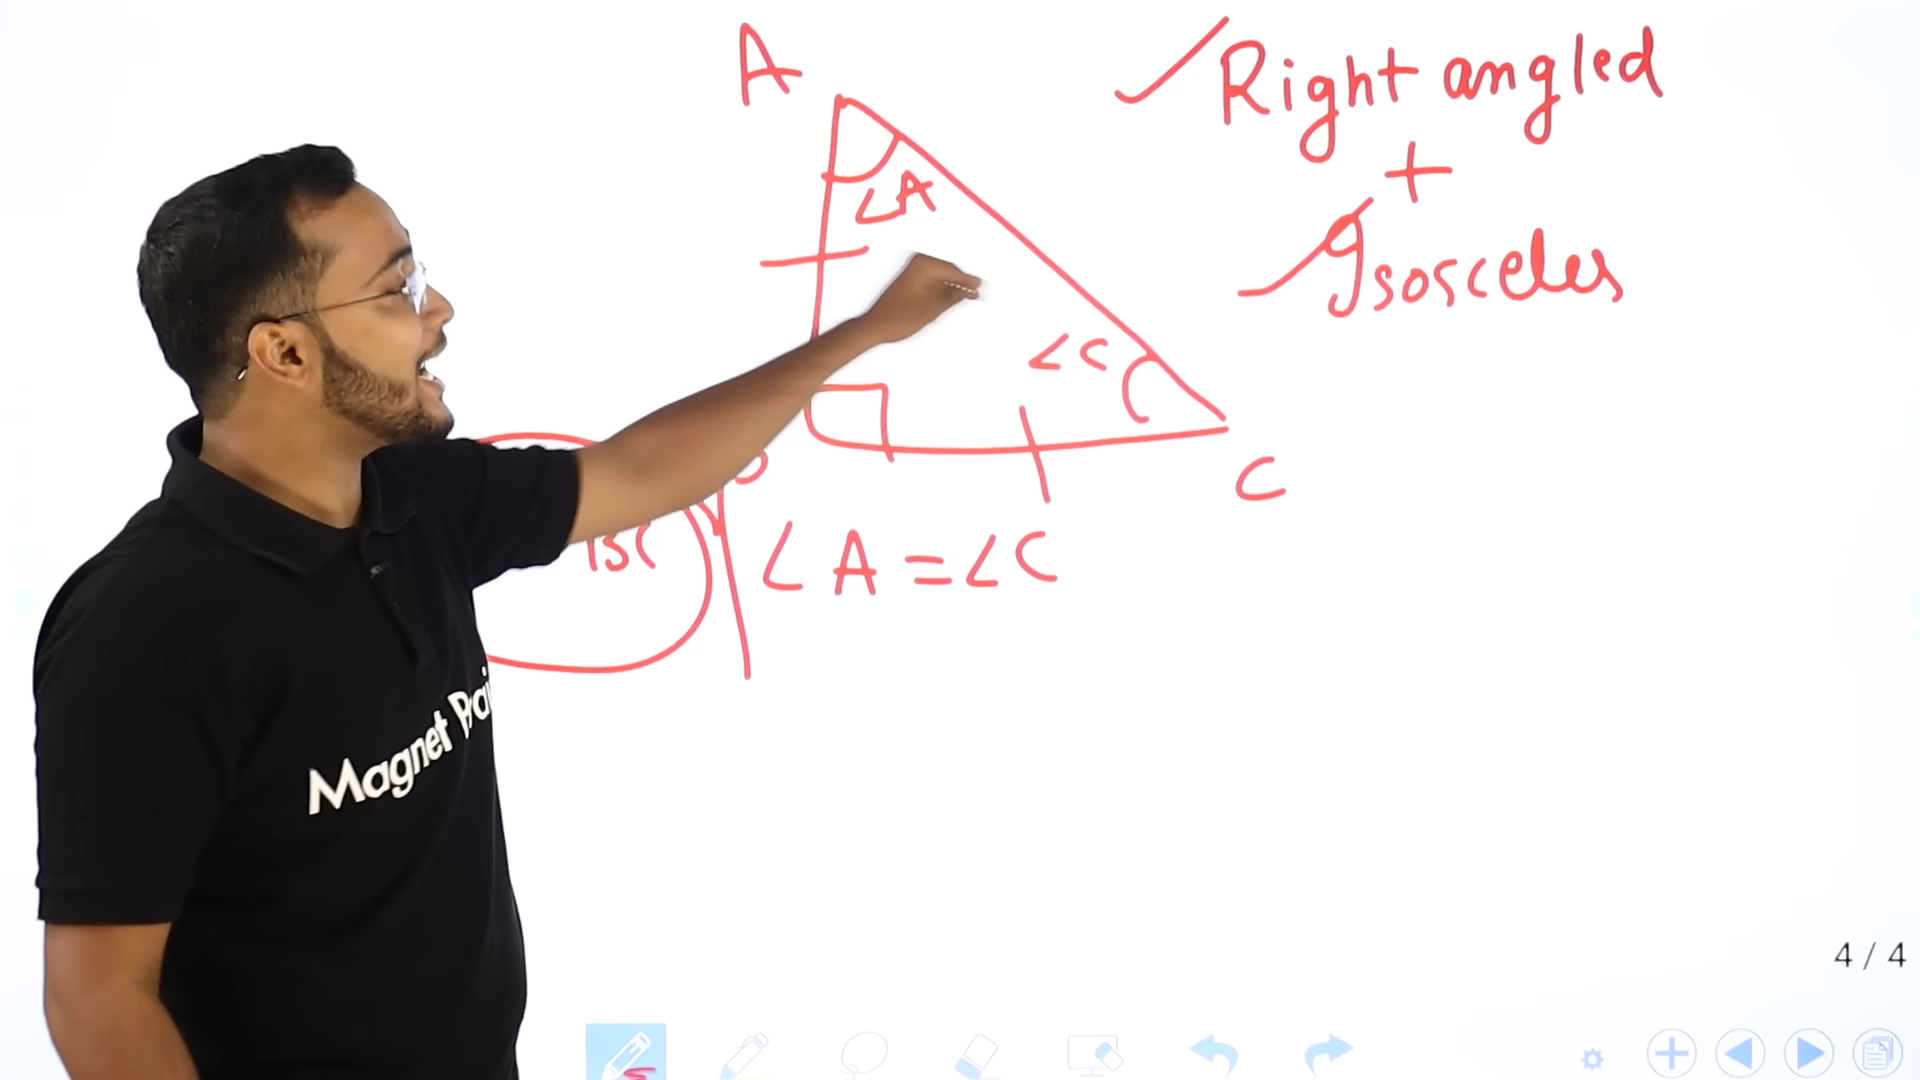 A
Right angled
+
Isosceles
∠A
∠C
C
∠A = ∠C
Magnet
4 / 4